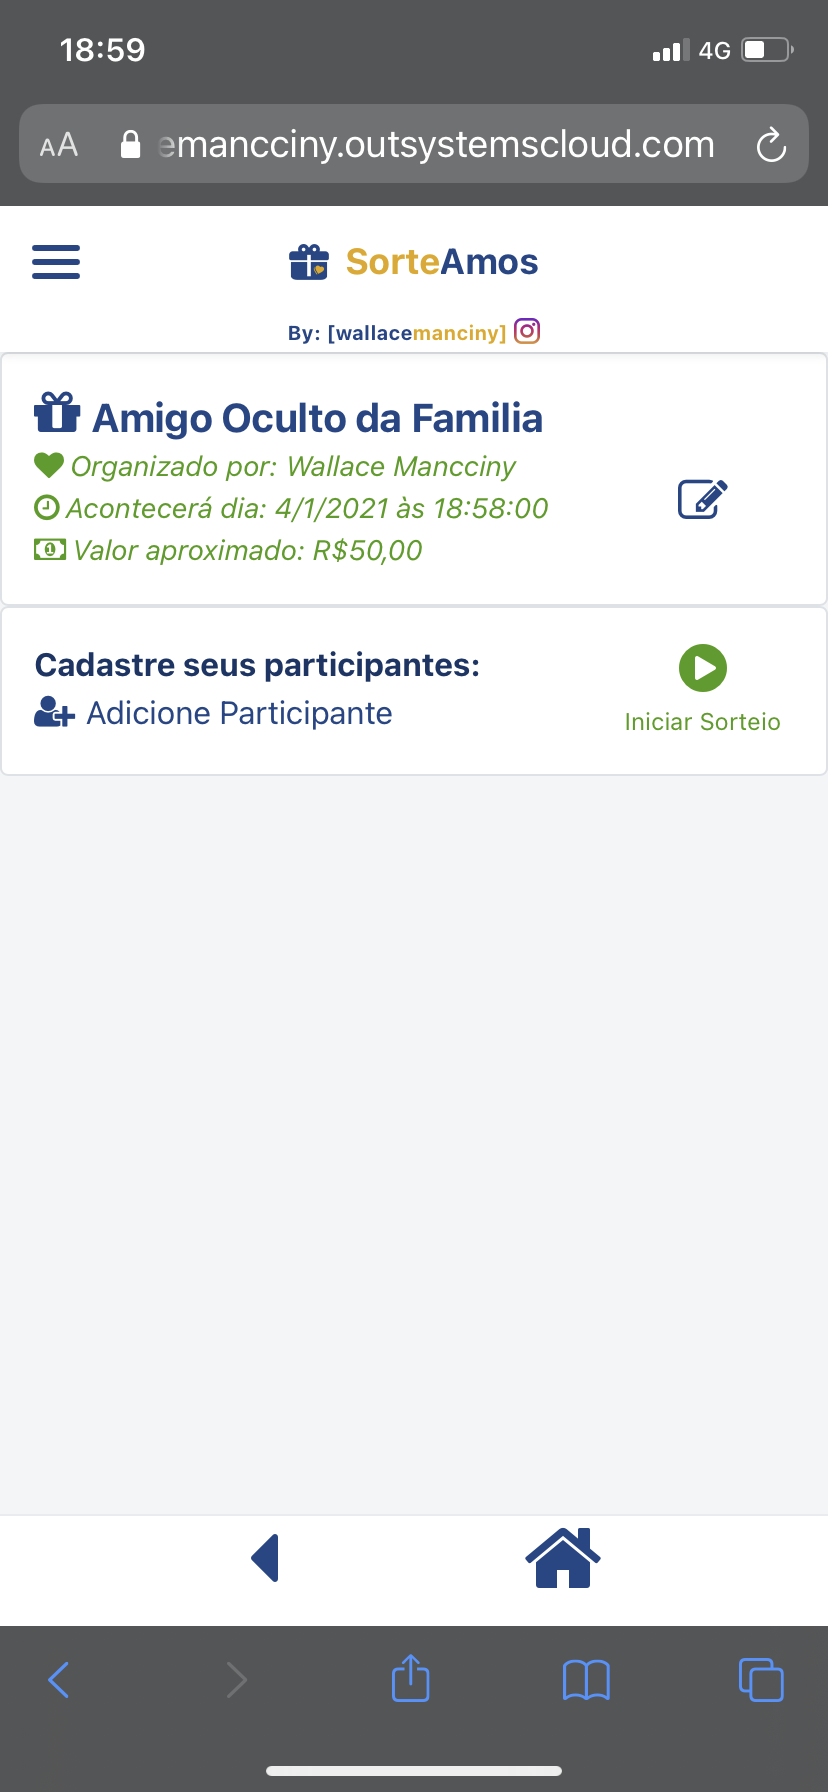 18:59
4G
AA
emancciny.outsystemscloud.com
SorteAmos
By: [wallacemanciny]
Amigo Oculto da Familia
Organizado por: Wallace Mancciny
Acontecerá dia: 4/1/2021 às 18:58:00
Valor aproximado: R$50,00
Cadastre seus participantes:
Adicione Participante
Iniciar Sorteio